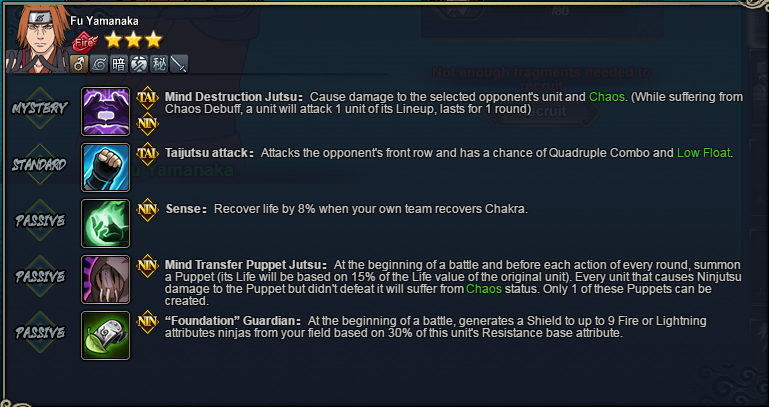 /80
Fu Yamanaka
Fire
暗 秘
Not enough fragments needed to
Recruit
MYSTERY
TAI
NIN
Mind Destruction Jutsu: Cause damage to the selected opponent's unit and Chaos. (While suffering from
Chaos Debuff, a unit will attack 1 unit of its Lineup, lasts for 1 round)
STANDARD
TAI
Taijutsu attack: Attacks the opponent's front row and has a chance of Quadruple Combo and Low Float.
Yamanaka
PASSIVE
NIN
Sense: Recover life by 8% when your own team recovers Chakra.
PASSIVE
NIN
Mind Transfer Puppet Jutsu: At the beginning of a battle and before each action of every round, summon
a Puppet (its Life will be based on 15% of the Life value of the original unit). Every unit that causes Ninjutsu
damage to the Puppet but didn't defeat it will suffer from Chaos status. Only 1 of these Puppets can be
created.
PASSIVE
NIN
“Foundation” Guardian: At the beginning of a battle, generates a Shield to up to 9 Fire or Lightning
attributes ninjas from your field based on 30% of this unit's Resistance base attribute.